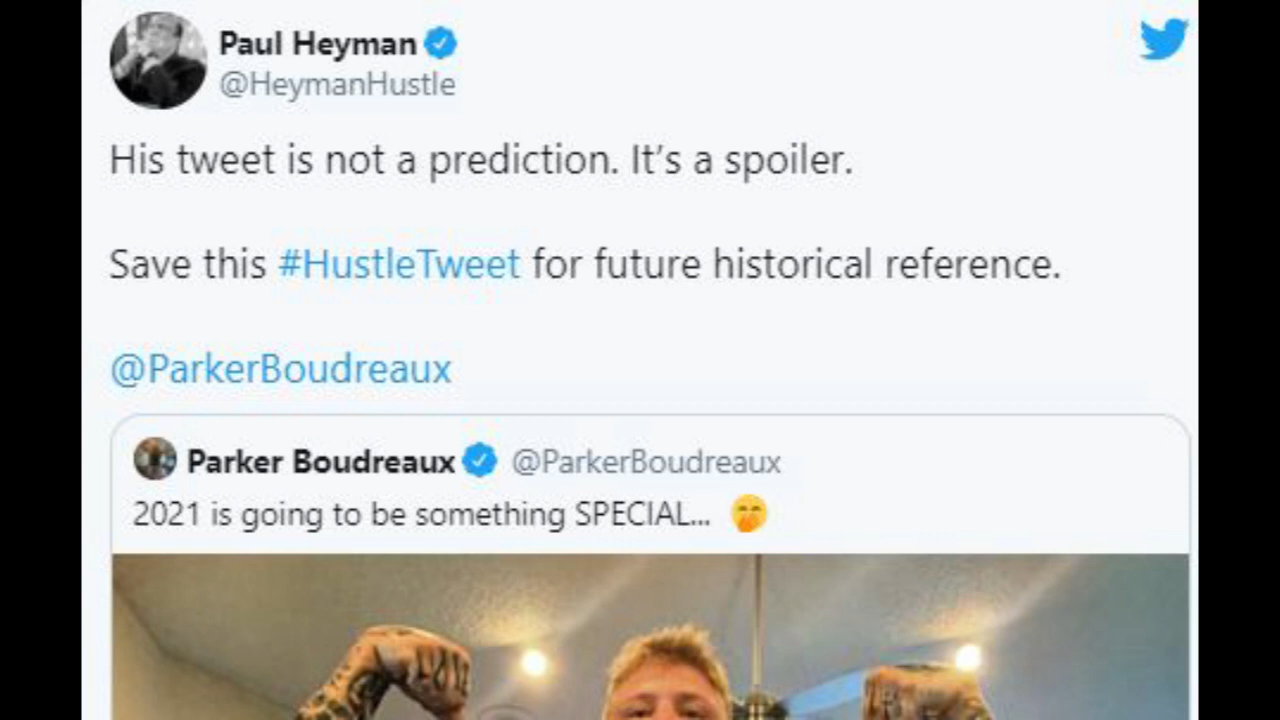 Paul Heyman
@HeymanHustle
His tweet is not a prediction. It's a spoiler.
Save this #HustleTweet for future historical reference.
@ParkerBoudreaux
Parker Boudreaux @ParkerBoudreaux
2021 is going to be something SPECIAL... 🤭